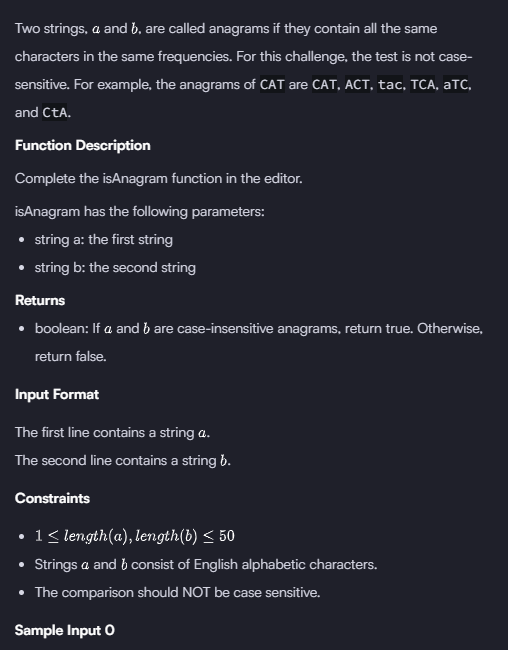 Two strings, a and b, are called anagrams if they contain all the same
characters in the same frequencies. For this challenge, the test is not case-
sensitive. For example, the anagrams of CAT are CAT, ACT, tac, TCA, aTC,
and CtA.
Function Description
Complete the isAnagram function in the editor.
isAnagram has the following parameters:
• string a: the first string
• string b: the second string
Returns
• boolean: If a and b are case-insensitive anagrams, return true. Otherwise,
return false.
Input Format
The first line contains a string a.
The second line contains a string b.
Constraints
• 1 ≤ length(a), length(b) ≤ 50
• Strings a and b consist of English alphabetic characters.
• The comparison should NOT be case sensitive.
Sample Input 0